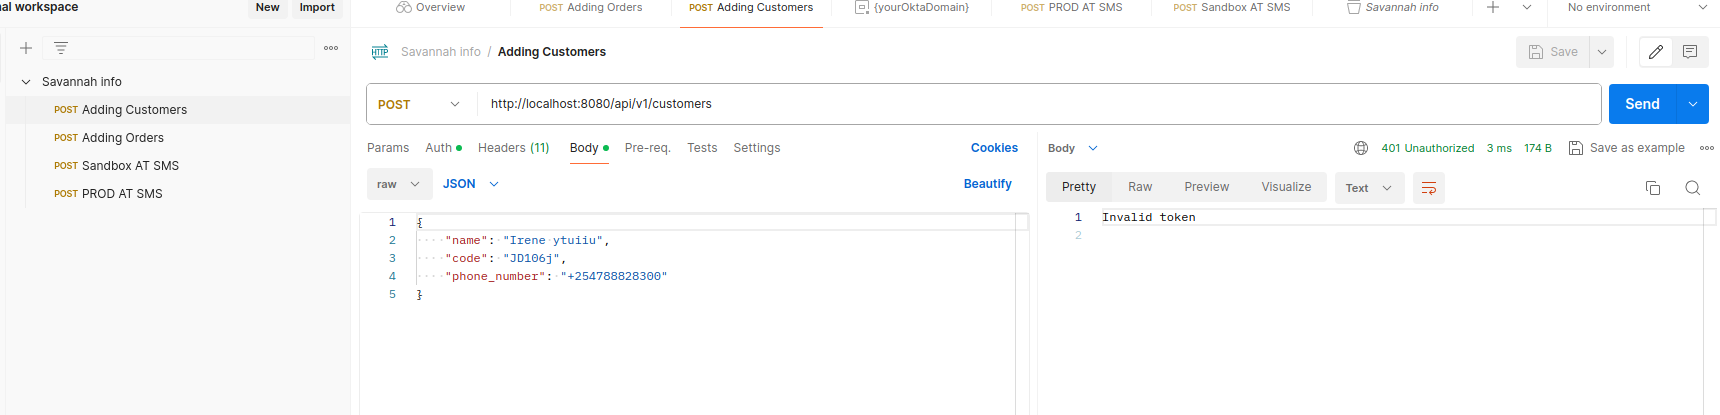 nal workspace
New
Import
Overview
POST Adding Orders
POST Adding Customers
{yourOktaDomain}
POST PROD AT SMS
POST Sandbox AT SMS
Savannah info
No environment
Savannah info
POST Adding Customers
POST Adding Orders
POST Sandbox AT SMS
POST PROD AT SMS
HTTP Savannah info / Adding Customers
Save
POST http://localhost:8080/api/v1/customers
Send
Params Auth Headers (11) Body Pre-req. Tests Settings
Cookies
raw JSON
Beautify
1 {
2 "name": "Irene ytuiiu",
3 "code": "JD106j",
4 "phone_number": "+254788828300"
5 }
Body
401 Unauthorized 3 ms 174 B Save as example
Pretty Raw Preview Visualize Text
1 Invalid token
2